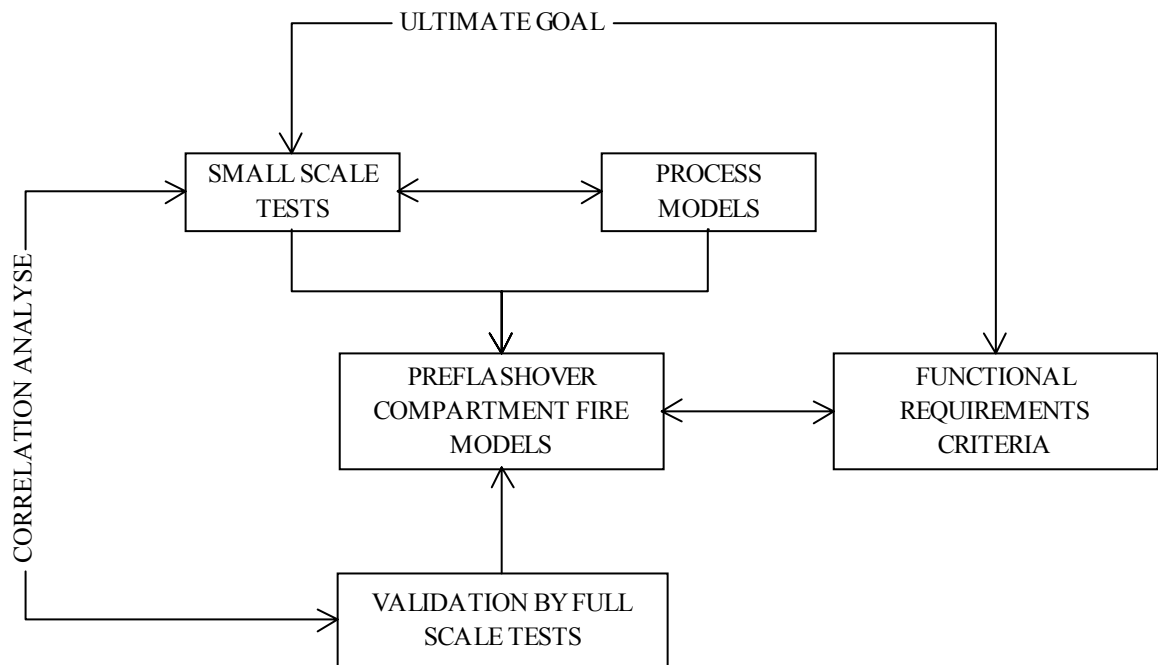 ULTIMATE GOAL
SMALL SCALE
TESTS
PROCESS
MODELS
CORRELATION ANALYSE
PREFLASHOVER
COMPARTMENT FIRE
MODELS
FUNCTIONAL
REQUIREMENTS
CRITERIA
VALIDATION BY FULL
SCALE TESTS